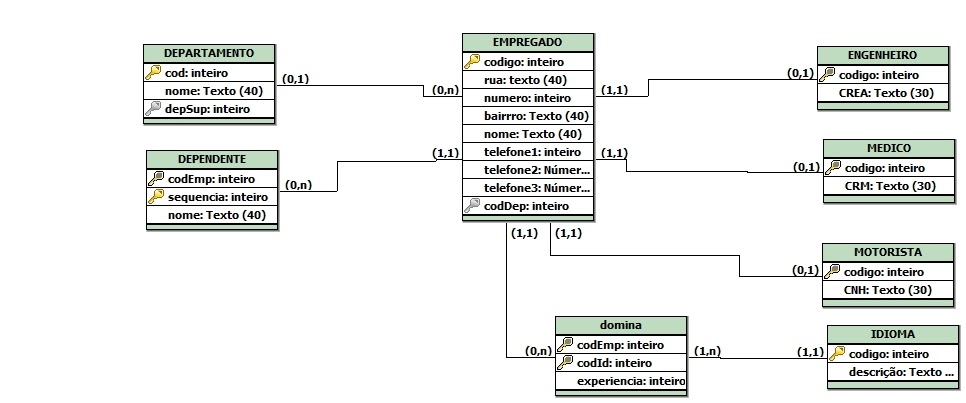 DEPARTAMENTO
cod: inteiro
nome: Texto (40)
depSup: inteiro
(0,1)
(0,n)
DEPENDENTE
codEmp: inteiro
sequencia: inteiro
nome: Texto (40)
(0,n)
(1,1)
EMPREGADO
codigo: inteiro
rua: texto (40)
numero: inteiro
bairrro: Texto (40)
nome: Texto (40)
telefone1: inteiro
telefone2: Númer...
telefone3: Númer...
codDep: inteiro
(1,1)
(0,1)
ENGENHEIRO
codigo: inteiro
CREA: Texto (30)
(1,1)
(0,1)
MEDICO
codigo: inteiro
CRM: Texto (30)
(1,1)
(1,1)
(0,1)
MOTORISTA
codigo: inteiro
CNH: Texto (30)
(0,n)
domina
codEmp: inteiro
codId: inteiro
experiencia: inteiro
(1,n)
(1,1)
IDIOMA
codigo: inteiro
descrição: Texto ...